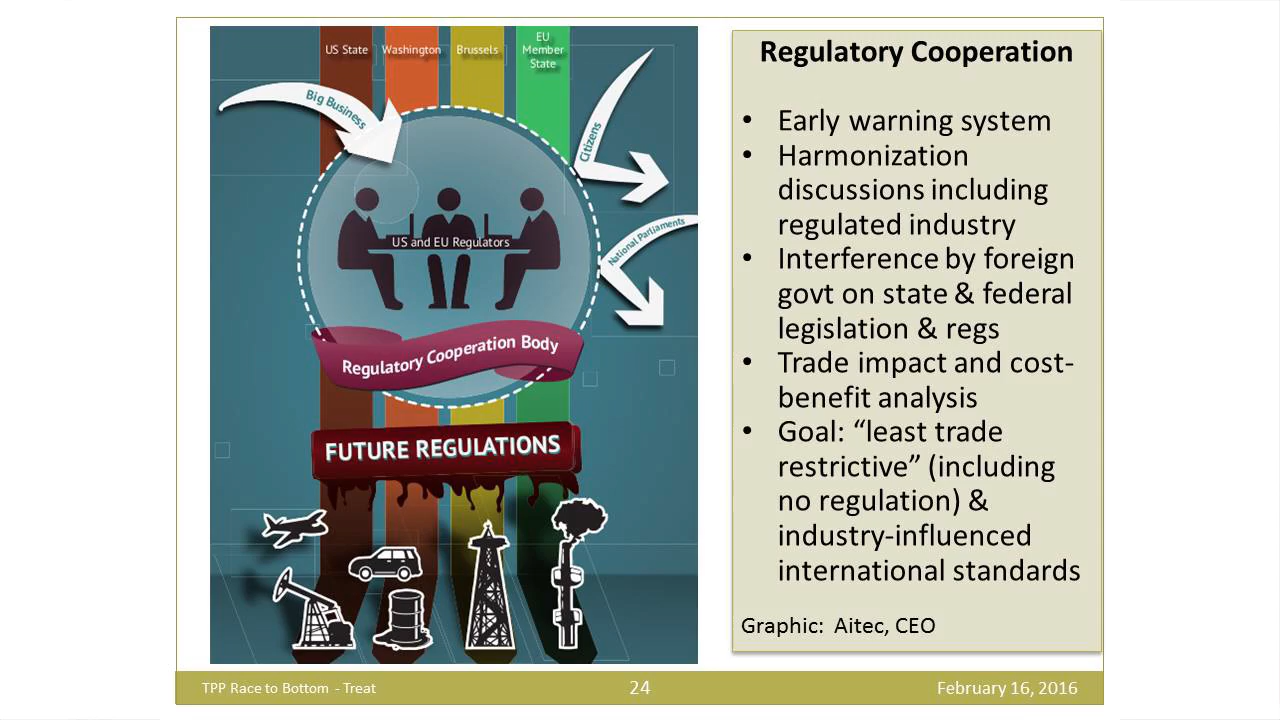 US State
Washington
Brussels
EU
Member
State
Big Business
Citizens
National Parliaments
US and EU Regulators
Regulatory Cooperation Body
FUTURE REGULATIONS
Regulatory Cooperation
• Early warning system
• Harmonization
discussions including
regulated industry
• Interference by foreign
govt on state & federal
legislation & regs
• Trade impact and cost-
benefit analysis
• Goal: “least trade
restrictive” (including
no regulation) &
industry-influenced
international standards
Graphic: Aitec, CEO
TPP Race to Bottom - Treat
24
February 16, 2016